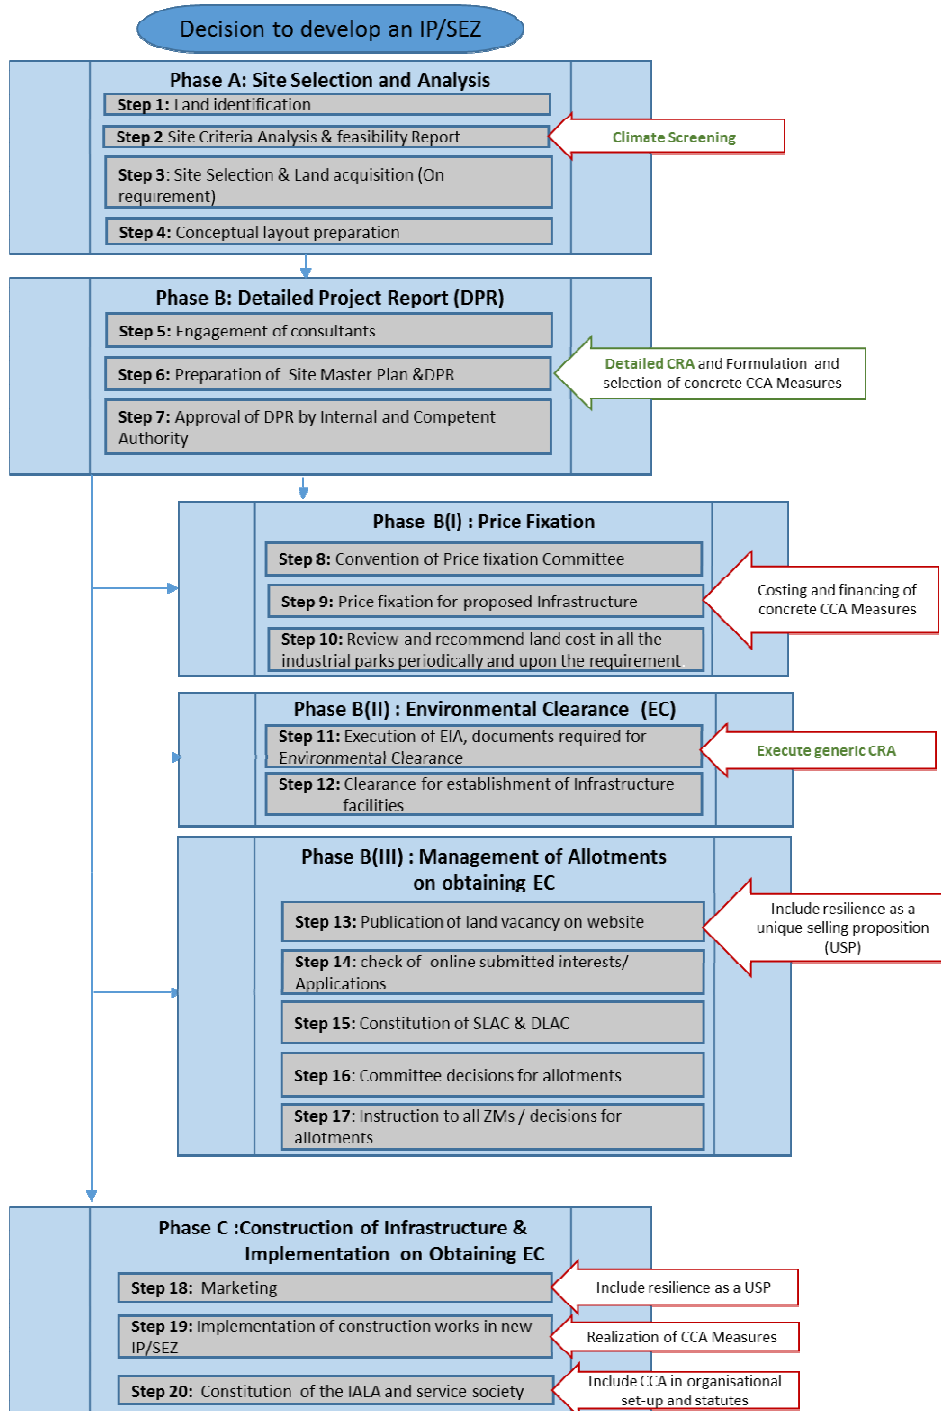 Decision to develop an IP/SEZ
Phase A: Site Selection and Analysis
Step 1: Land identification
Step 2 Site Criteria Analysis & feasibility Report
Climate Screening
Step 3: Site Selection & Land acquisition (On
requirement)
Step 4: Conceptual layout preparation
Phase B: Detailed Project Report (DPR)
Step 5: Engagement of consultants
Step 6: Preparation of Site Master Plan &DPR
Detailed CRA and Formulation and
selection of concrete CCA Measures
Step 7: Approval of DPR by Internal and Competent
Authority
Phase B(I) : Price Fixation
Step 8: Convention of Price fixation Committee
Step 9: Price fixation for proposed Infrastructure
Costing and financing of
concrete CCA Measures
Step 10: Review and recommend land cost in all the
industrial parks periodically and upon the requirement.
Phase B(II) : Environmental Clearance (EC)
Step 11: Execution of EIA, documents required for
Environmental Clearance
Execute generic CRA
Step 12: Clearance for establishment of Infrastructure
facilities
Phase B(III) : Management of Allotments
on obtaining EC
Step 13: Publication of land vacancy on website
Include resilience as a
unique selling proposition
(USP)
Step 14: check of online submitted interests/
Applications
Step 15: Constitution of SLAC & DLAC
Step 16: Committee decisions for allotments
Step 17: Instruction to all ZMs / decisions for
allotments
Phase C :Construction of Infrastructure &
Implementation on Obtaining EC
Step 18: Marketing
Include resilience as a USP
Step 19: Implementation of construction works in new
IP/SEZ
Realization of CCA Measures
Step 20: Constitution of the IALA and service society
Include CCA in organisational
set-up and statutes